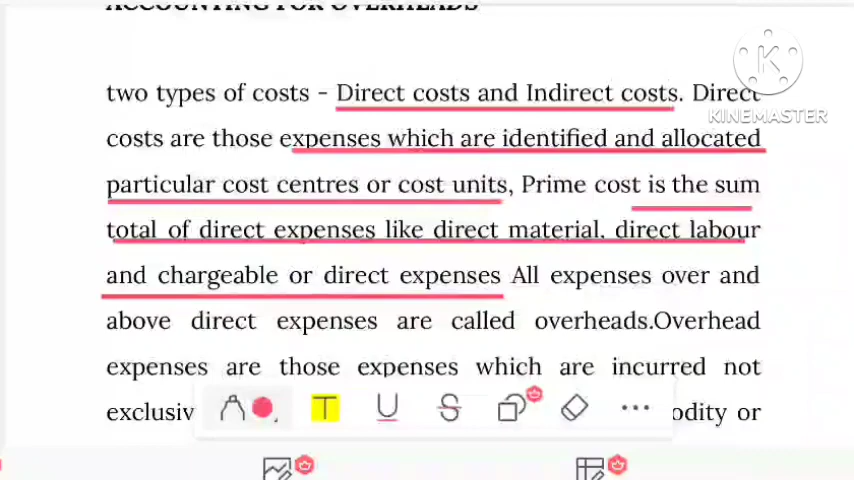 ACCOUNTING FOR OVERHEADS
two types of costs - Direct costs and Indirect costs. Direct
costs are those expenses which are identified and allocated
particular cost centres or cost units, Prime cost is the sum
total of direct expenses like direct material, direct labour
and chargeable or direct expenses All expenses over and
above direct expenses are called overheads.Overhead
expenses are those expenses which are incurred not
K
KINEMASTER
T
U
S